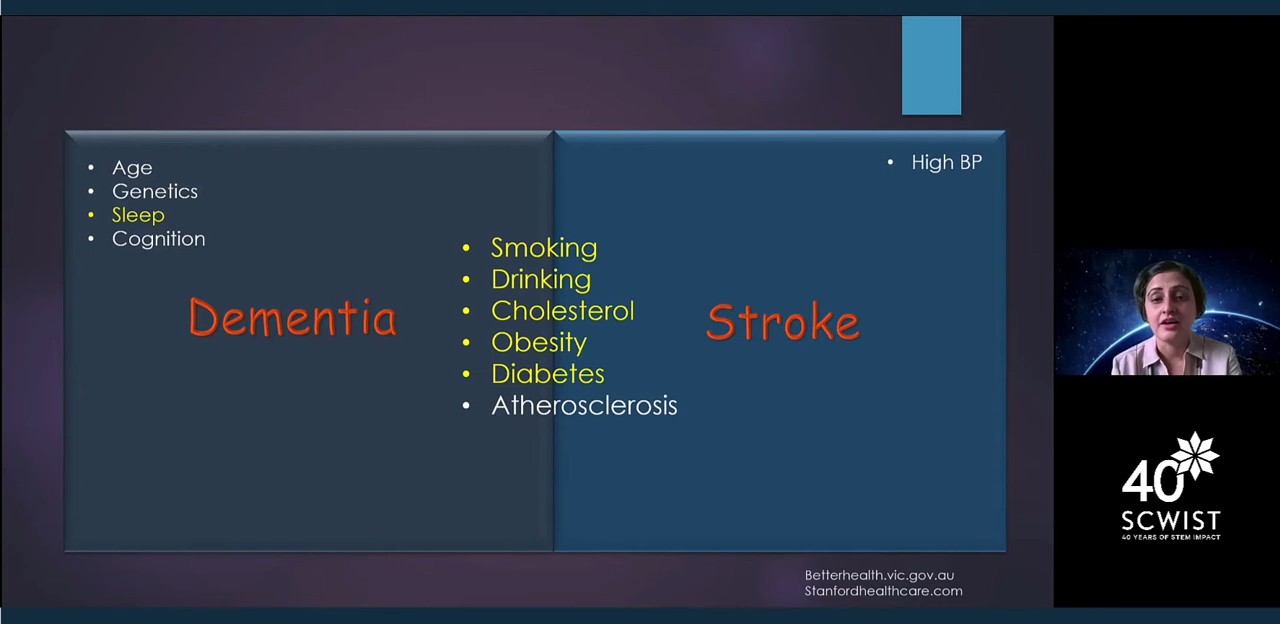 • Age
• Genetics
• Sleep
• Cognition
• High BP
• Smoking
• Drinking
• Cholesterol
• Obesity
• Diabetes
• Atherosclerosis
Dementia
Stroke
Betterhealth.vic.gov.au
Stanfordhealthcare.com
40
SCWIST
40 YEARS OF STEM IMPACT